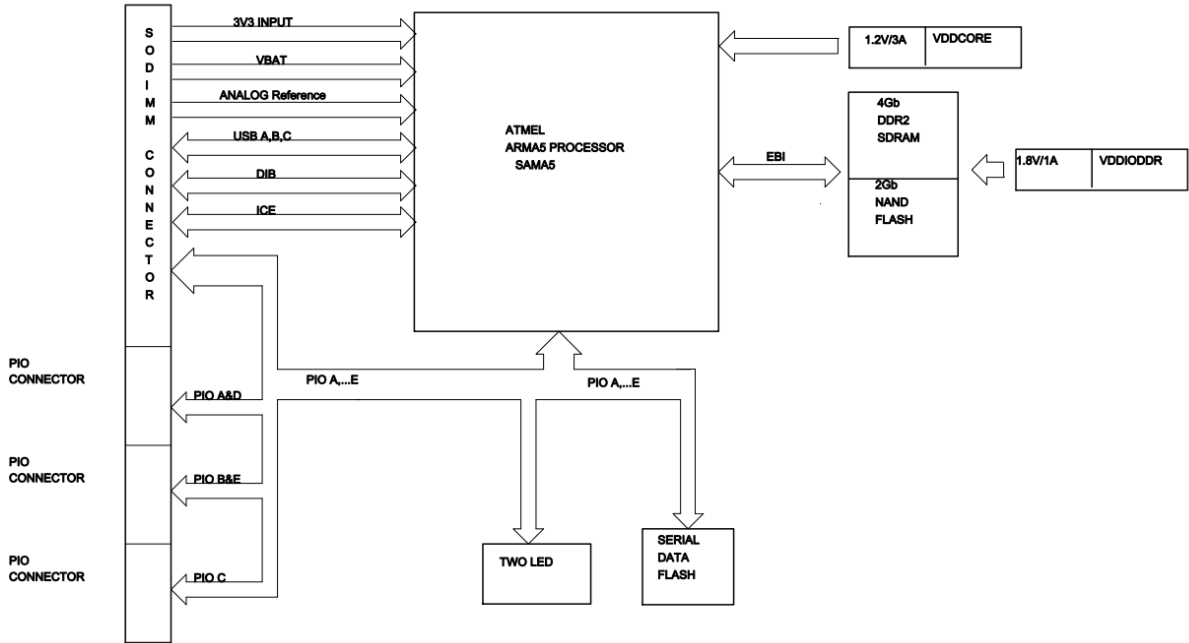 SODIMM CONNECTOR
3V3 INPUT
VBAT
ANALOG Reference
USB A,B,C
DIB
ICE
ATMEL
ARMA5 PROCESSOR
SAMA5
1.2V/3A VDDCORE
EBI
4Gb
DDR2
SDRAM
2Gb
NAND
FLASH
1.8V/1A VDDIODDR
PIO
CONNECTOR
PIO A&D
PIO A,...E
PIO A,...E
PIO
CONNECTOR
PIO B&E
PIO
CONNECTOR
PIO C
TWO LED
SERIAL
DATA
FLASH